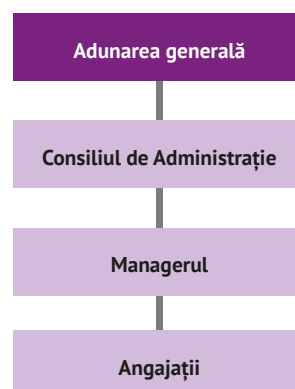 Adunarea generală
Consiliul de Administrație
Managerul
Angajații